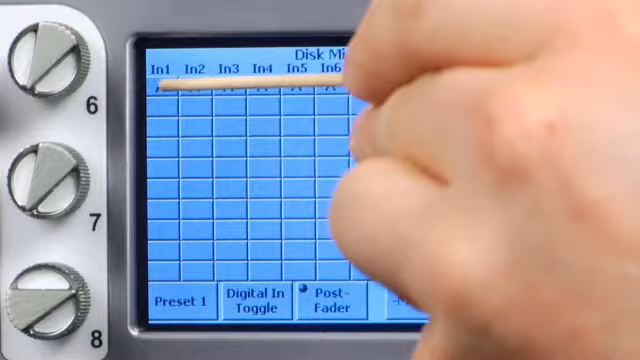 Disk Mi
In1 In2 In3 In4 In5 In6
6
7
8
Preset 1
Digital In
Toggle
Post-
Fader